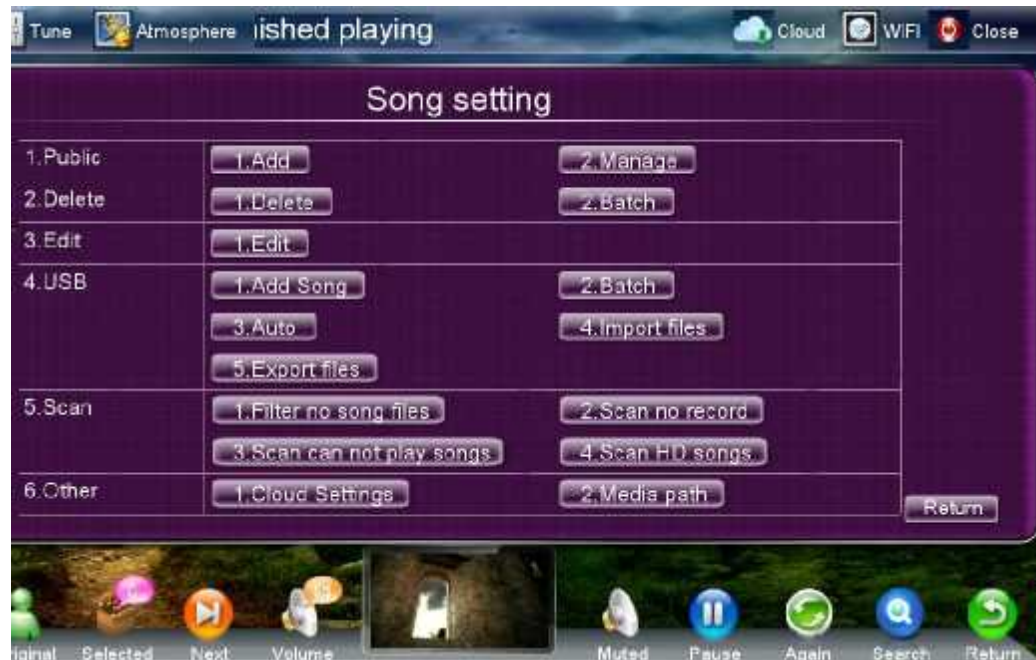 Tune Atmosphere ished playing Cloud WIFI Close
Song setting
1.Public 1.Add 2.Manage
2.Delete 1.Delete 2.Batch
3.Edit 1.Edit
4.USB 1.Add Song 2.Batch
3.Auto 4.Import files
5.Export files
5.Scan 1.Filter no song files 2.Scan no record
3.Scan can not play songs 4.Scan HD songs
6.Other 1.Cloud Settings 2.Media path
Return
riginal Selected Next Volume Muted Pause Again Search Return